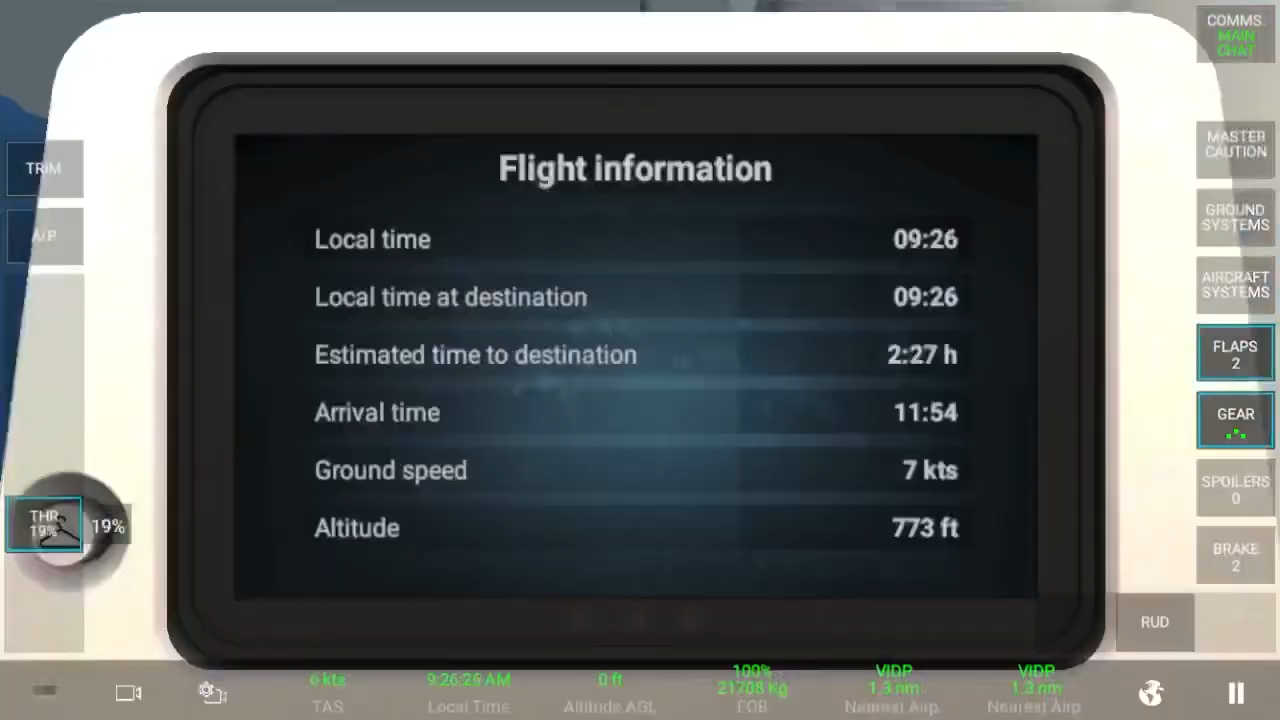 COMMS
MAIN
CHAT
Flight information
TRIM
A/P
MASTER
CAUTION
Local time 09:26
GROUND
SYSTEMS
Local time at destination 09:26
AIRCRAFT
SYSTEMS
Estimated time to destination 2:27 h
FLAPS
2
Arrival time 11:54
GEAR
Ground speed 7 kts
SPOILERS
0
THR
19%
19%
Altitude 773 ft
BRAKE
2
RUD
6 kts 9:26:26 AM 0 ft 100% VIDP VIDP
21708 Kg 1.3 nm 1.3 nm
TAS Local Time Altitude AGL FOB Nearest Airp. Nearest Airp